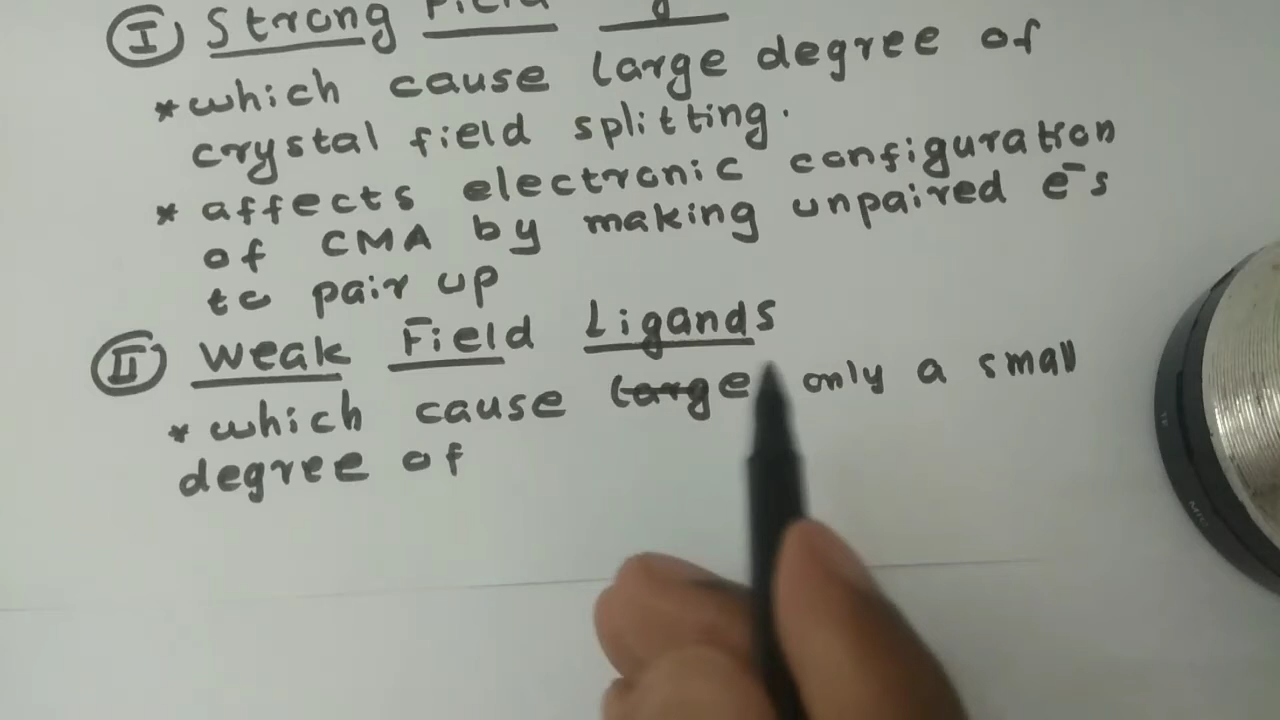 I Strong Field
*which cause large degree of
crystal field splitting.
* affects electronic configuration
of CMA by making unpaired e⁻s
to pair up
II Weak Field Ligands
* which cause large only a small
degree of